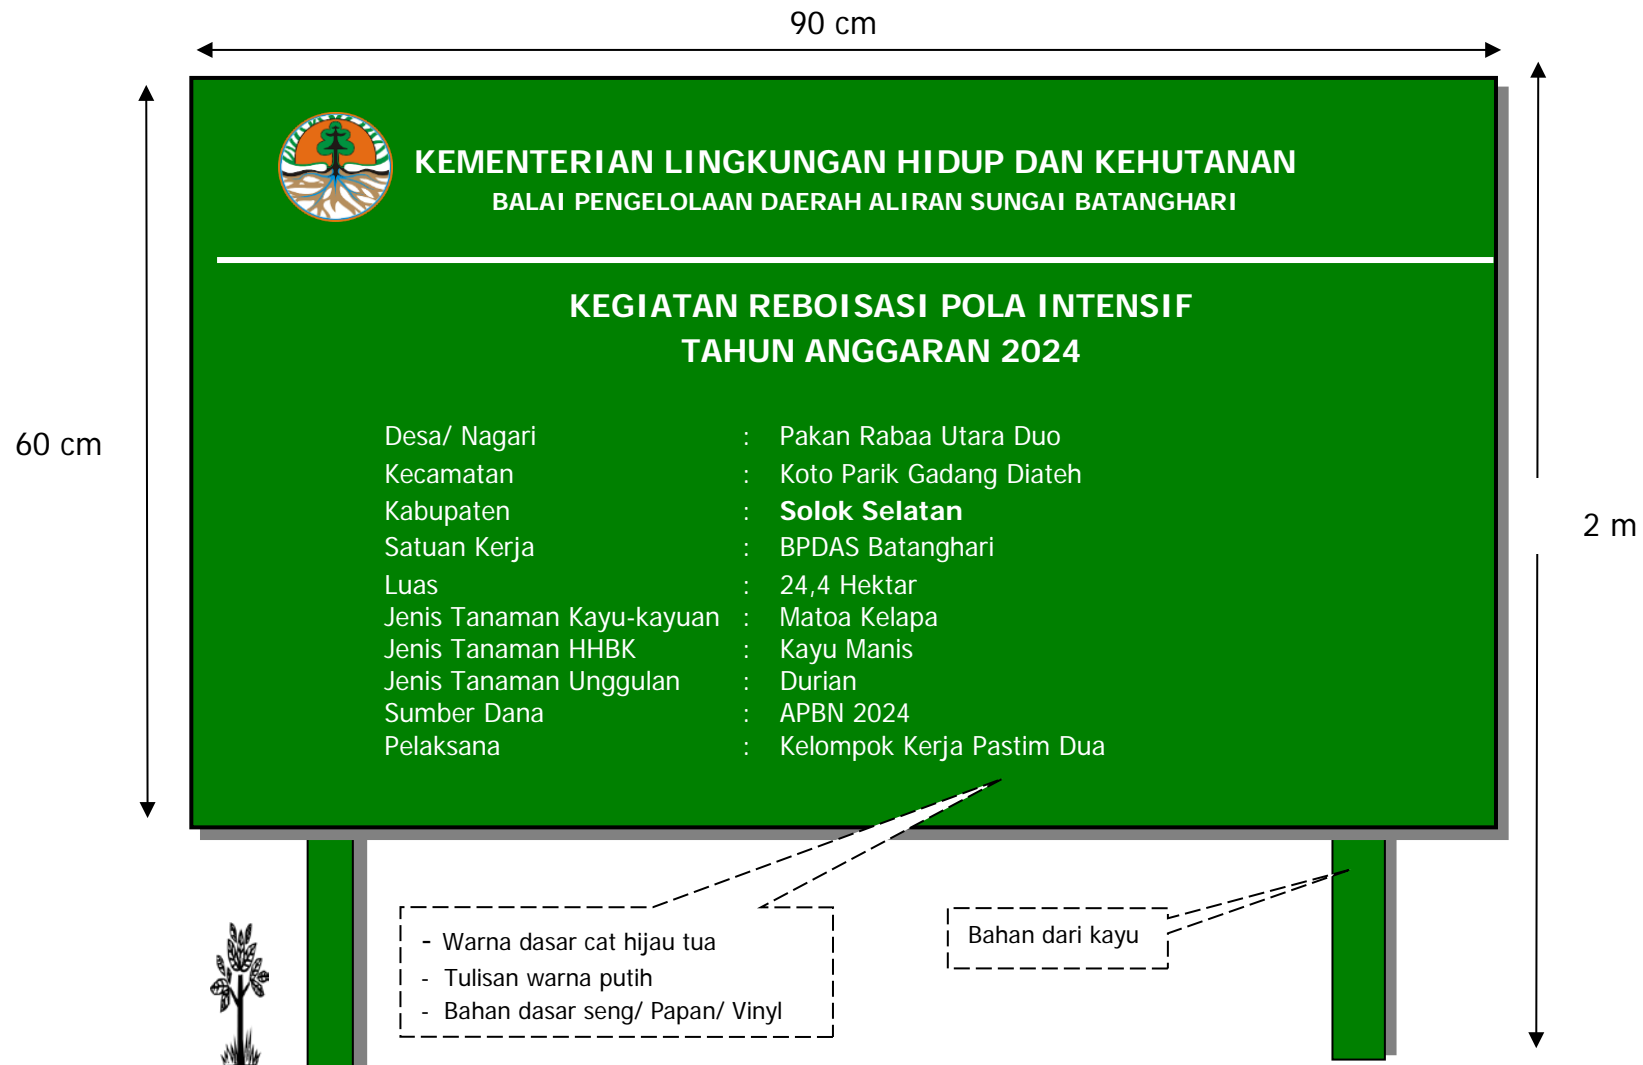 90 cm
KEMENTERIAN LINGKUNGAN HIDUP DAN KEHUTANAN
BALAI PENGELOLAAN DAERAH ALIRAN SUNGAI BATANGHARI
KEGIATAN REBOISASI POLA INTENSIF
TAHUN ANGGARAN 2024
60 cm
2 m
Desa/ Nagari : Pakan Rabaa Utara Duo
Kecamatan : Koto Parik Gadang Diateh
Kabupaten : Solok Selatan
Satuan Kerja : BPDAS Batanghari
Luas : 24,4 Hektar
Jenis Tanaman Kayu-kayuan : Matoa Kelapa
Jenis Tanaman HHBK : Kayu Manis
Jenis Tanaman Unggulan : Durian
Sumber Dana : APBN 2024
Pelaksana : Kelompok Kerja Pastim Dua
- Warna dasar cat hijau tua
- Tulisan warna putih
- Bahan dasar seng/ Papan/ Vinyl
Bahan dari kayu